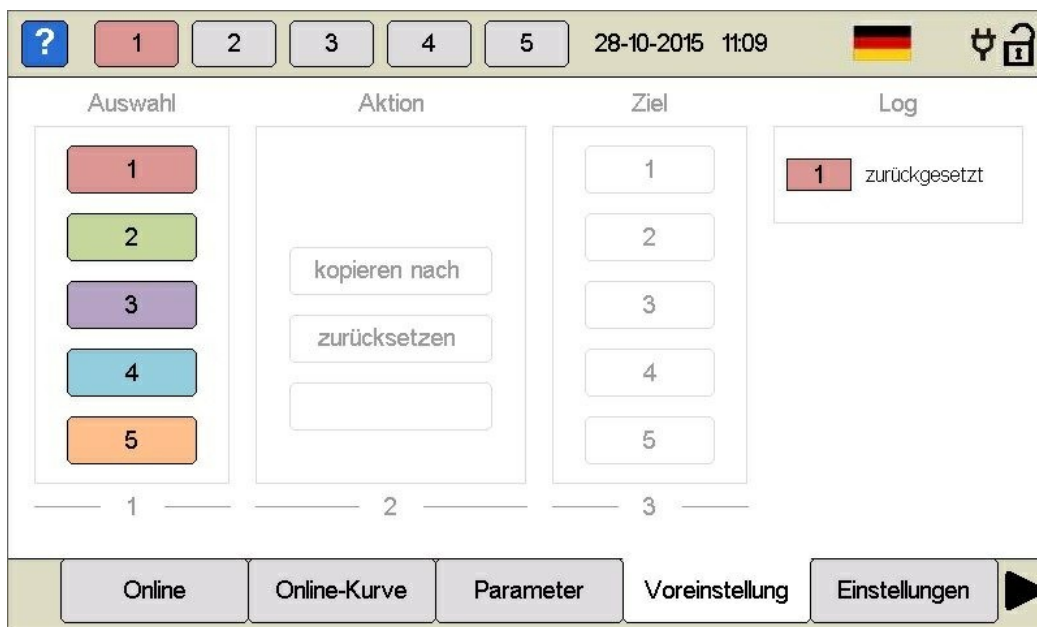 ? 1 2 3 4 5 28-10-2015 11:09
Auswahl Aktion Ziel Log
1 1 1 zurückgesetzt
2 2
kopieren nach
3 3
zurücksetzen
4 4
5 5
1 2 3
Online Online-Kurve Parameter Voreinstellung Einstellungen